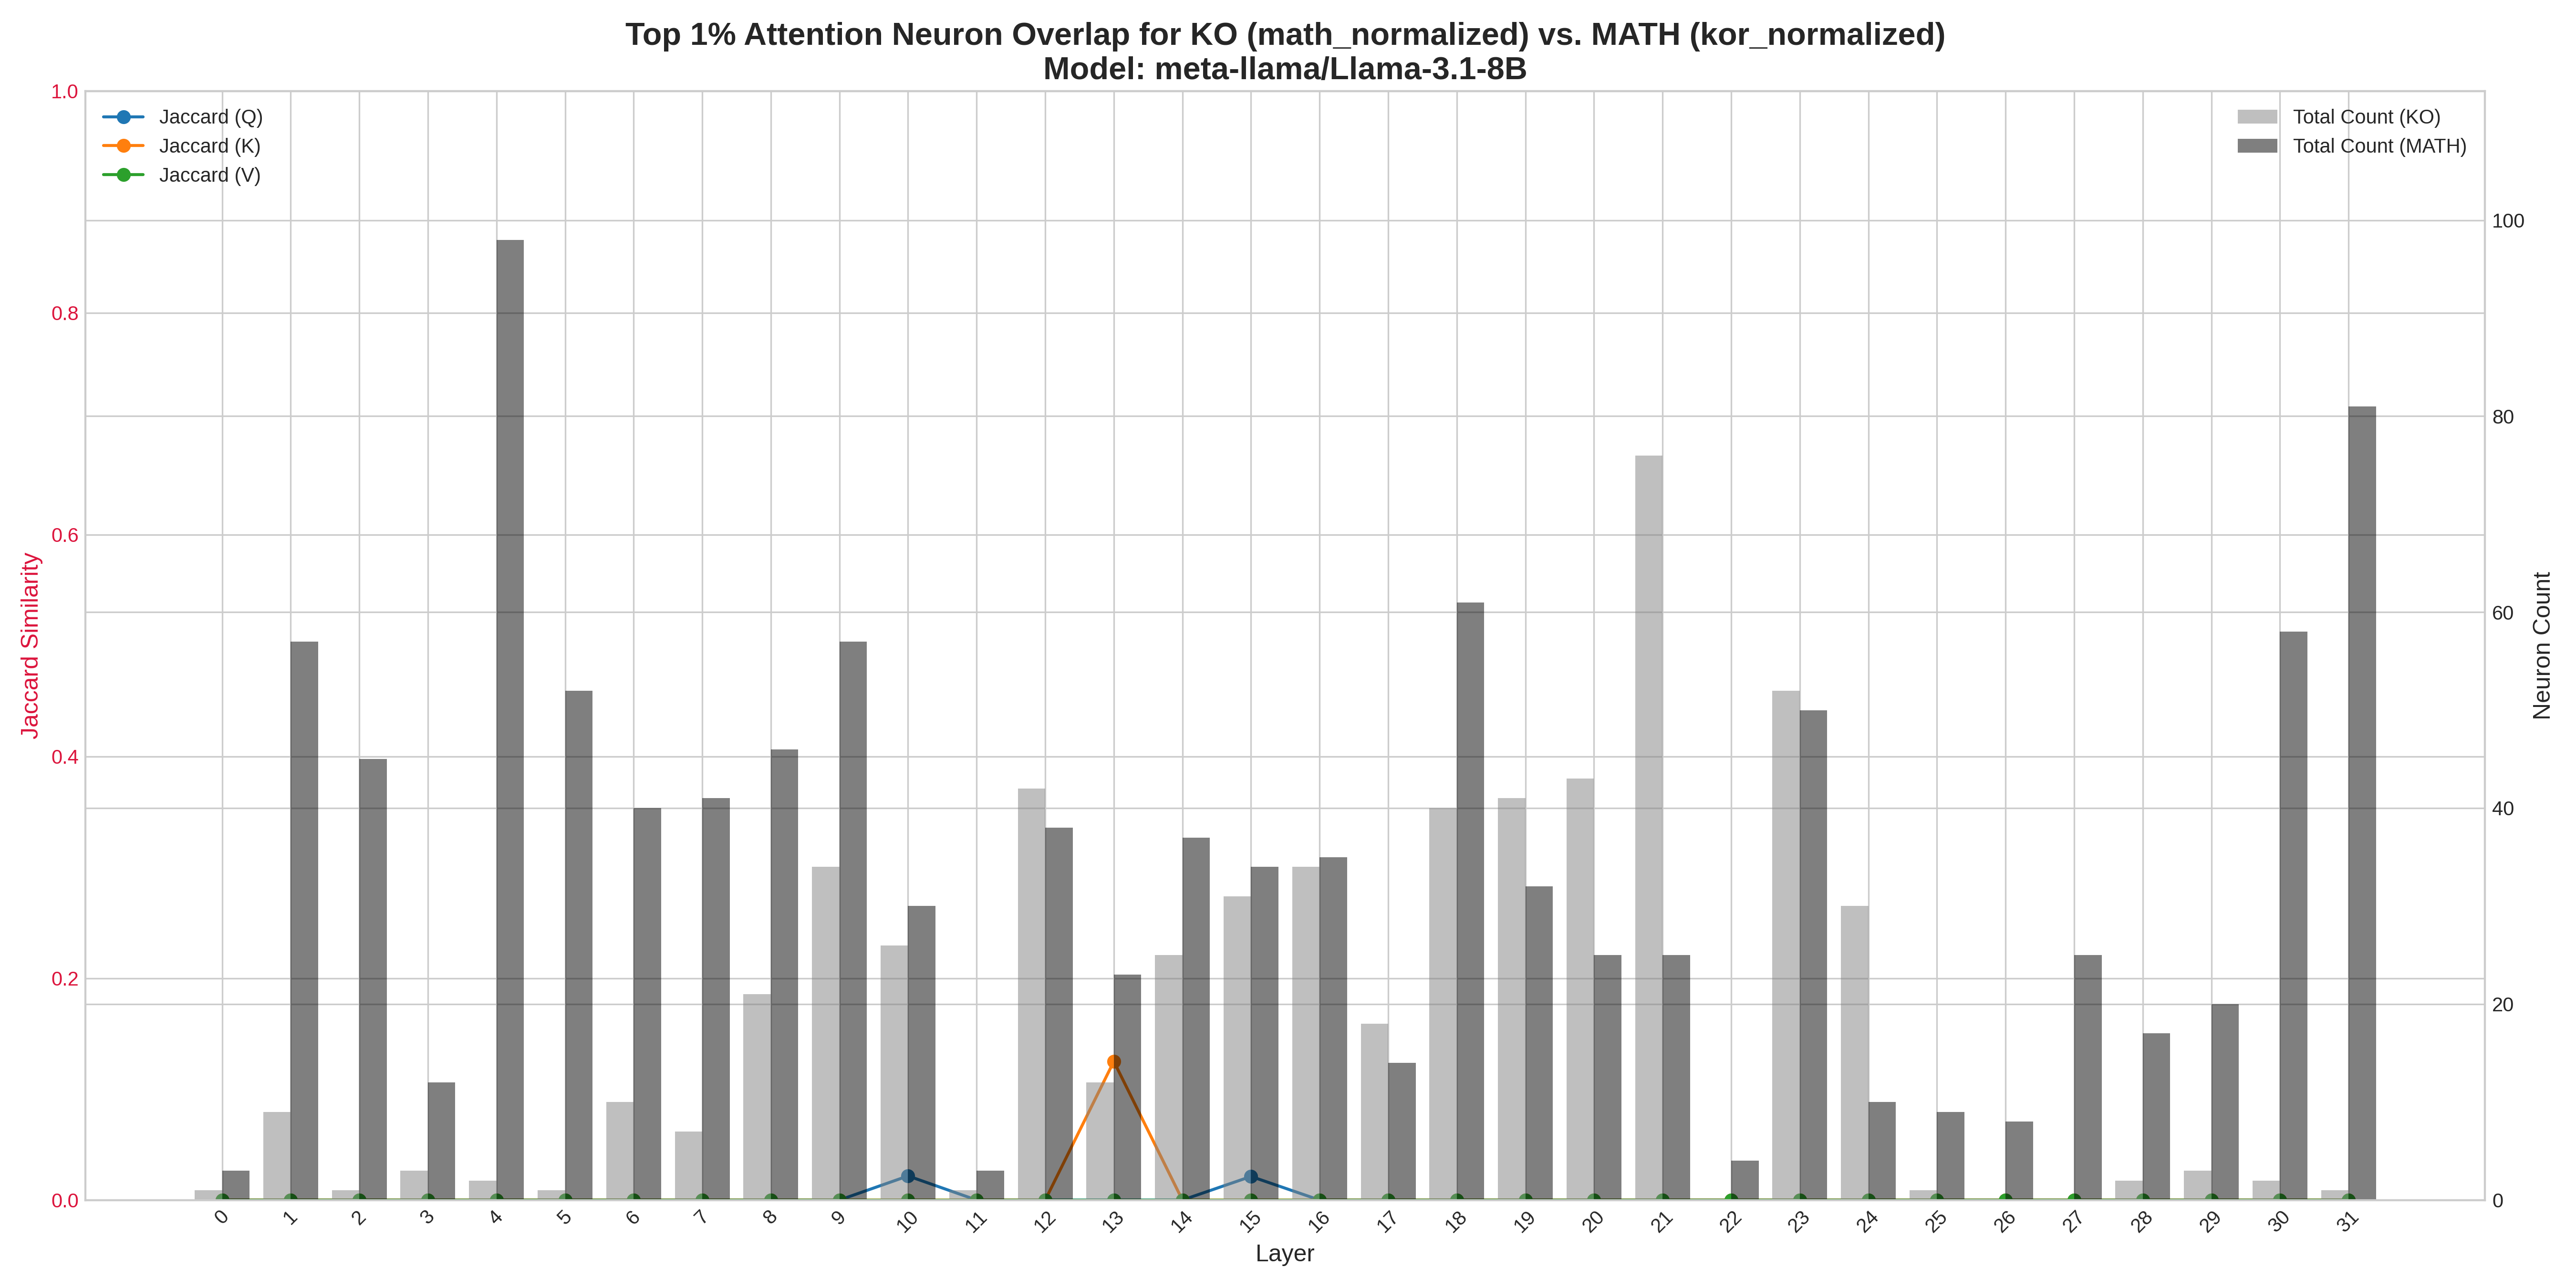 Top 1% Attention Neuron Overlap for KO (math_normalized) vs. MATH (kor_normalized)
Model: meta-llama/Llama-3.1-8B
Jaccard (Q)
Jaccard (K)
Jaccard (V)
Total Count (KO)
Total Count (MATH)
Jaccard Similarity
1.0
0.8
0.6
0.4
0.2
0.0
Neuron Count
100
80
60
40
20
0
0 1 2 3 4 5 6 7 8 9 10 11 12 13 14 15 16 17 18 19 20 21 22 23 24 25 26 27 28 29 30 31
Layer